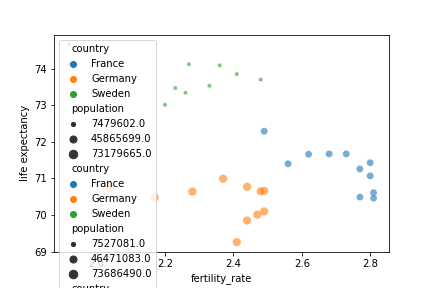 country
France
Germany
Sweden
population
7479602.0
45865699.0
73179665.0
country
France
Germany
Sweden
population
7527081.0
46471083.0
73686490.0
country
74
73
72
71
70
69
life expectancy
2.2
2.4
2.6
2.8
fertility_rate